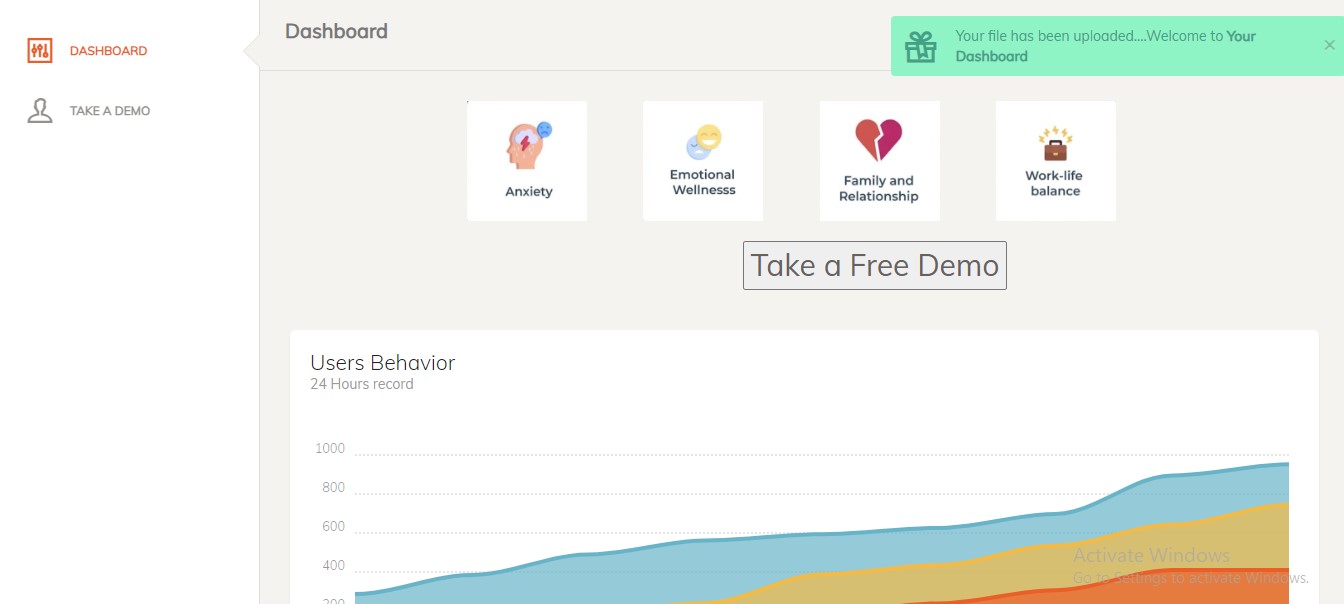 DASHBOARD
TAKE A DEMO
Dashboard
Your file has been uploaded....Welcome to Your
Dashboard
×
Anxiety
Emotional
Wellnesss
Family and
Relationship
Work-life
balance
Take a Free Demo
Users Behavior
24 Hours record
1000
800
600
400
200
Activate Windows
Go to Settings to activate Windows.